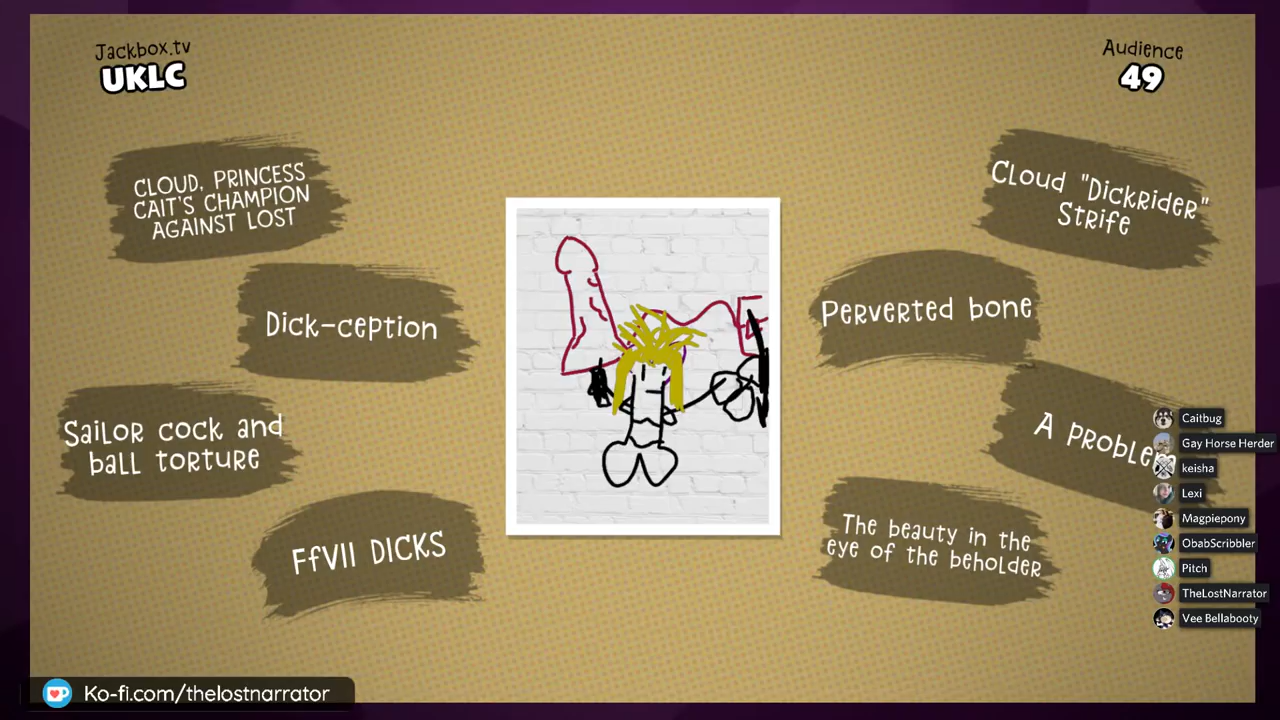 Jackbox.tv
UKLC
Audience
49
CLOUD, PRINCESS
CAIT'S CHAMPION
AGAINST LOST
Cloud "Dickrider"
Strife
Dick-ception
Perverted bone
Sailor cock and
ball torture
A problem
FfVII DICKS
The beauty in the
eye of the beholder
Caitbug
Gay Horse Herder
keisha
Lexi
Magpiepony
ObabScribbler
Pitch
TheLostNarrator
Vee Bellabooty
Ko-fi.com/thelostnarrator